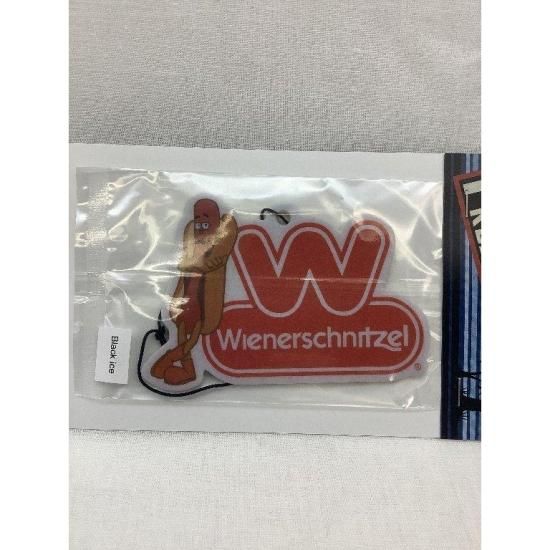 W
Wienerschnitzel
®
Black ice